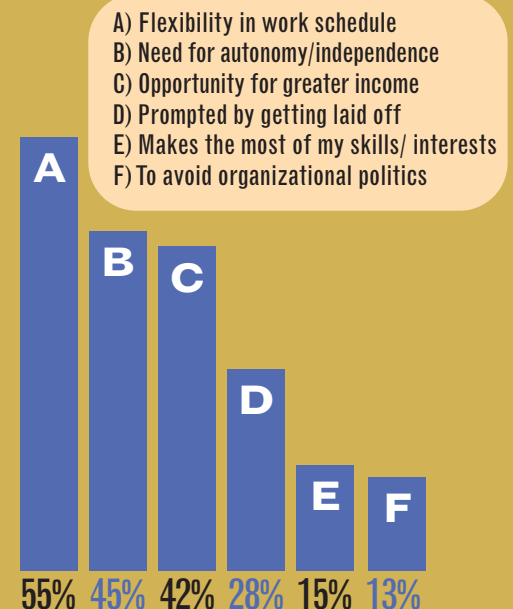 A) Flexibility in work schedule
B) Need for autonomy/independence
C) Opportunity for greater income
D) Prompted by getting laid off
E) Makes the most of my skills/ interests
F) To avoid organizational politics
A
B
C
D
E
F
55% 45% 42% 28% 15% 13%